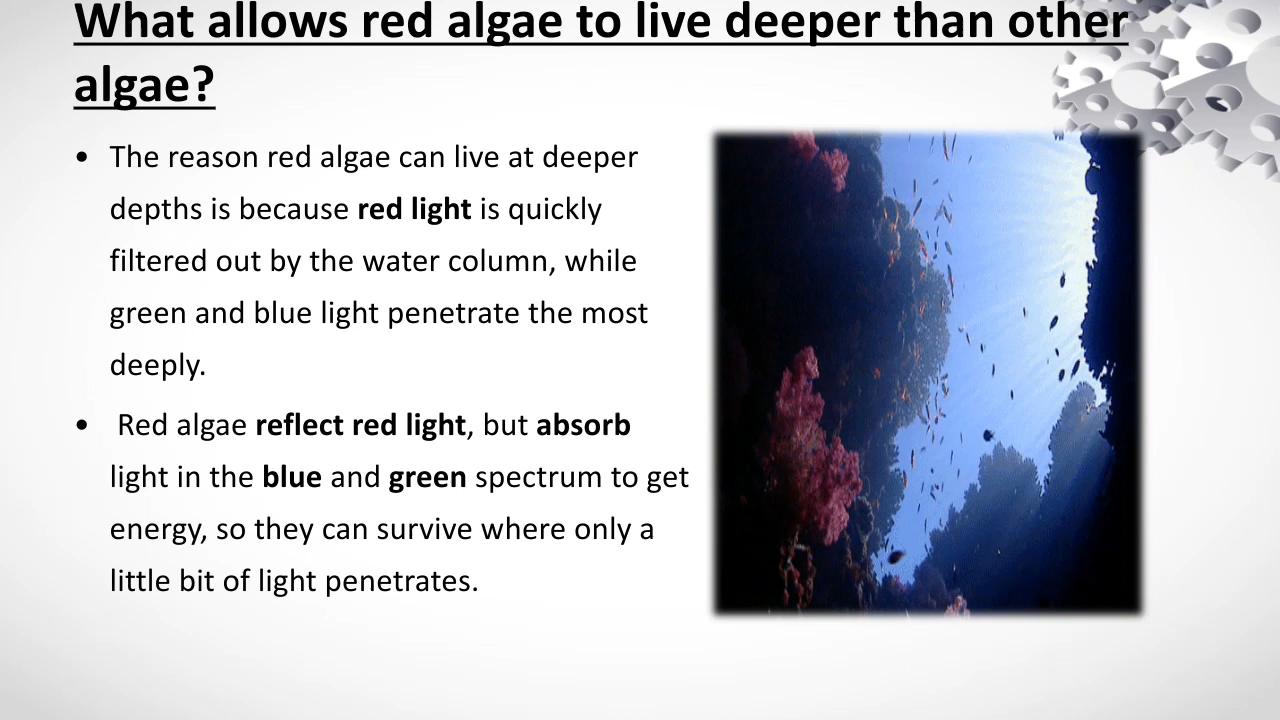 What allows red algae to live deeper than other
algae?
• The reason red algae can live at deeper
depths is because red light is quickly
filtered out by the water column, while
green and blue light penetrate the most
deeply.
• Red algae reflect red light, but absorb
light in the blue and green spectrum to get
energy, so they can survive where only a
little bit of light penetrates.